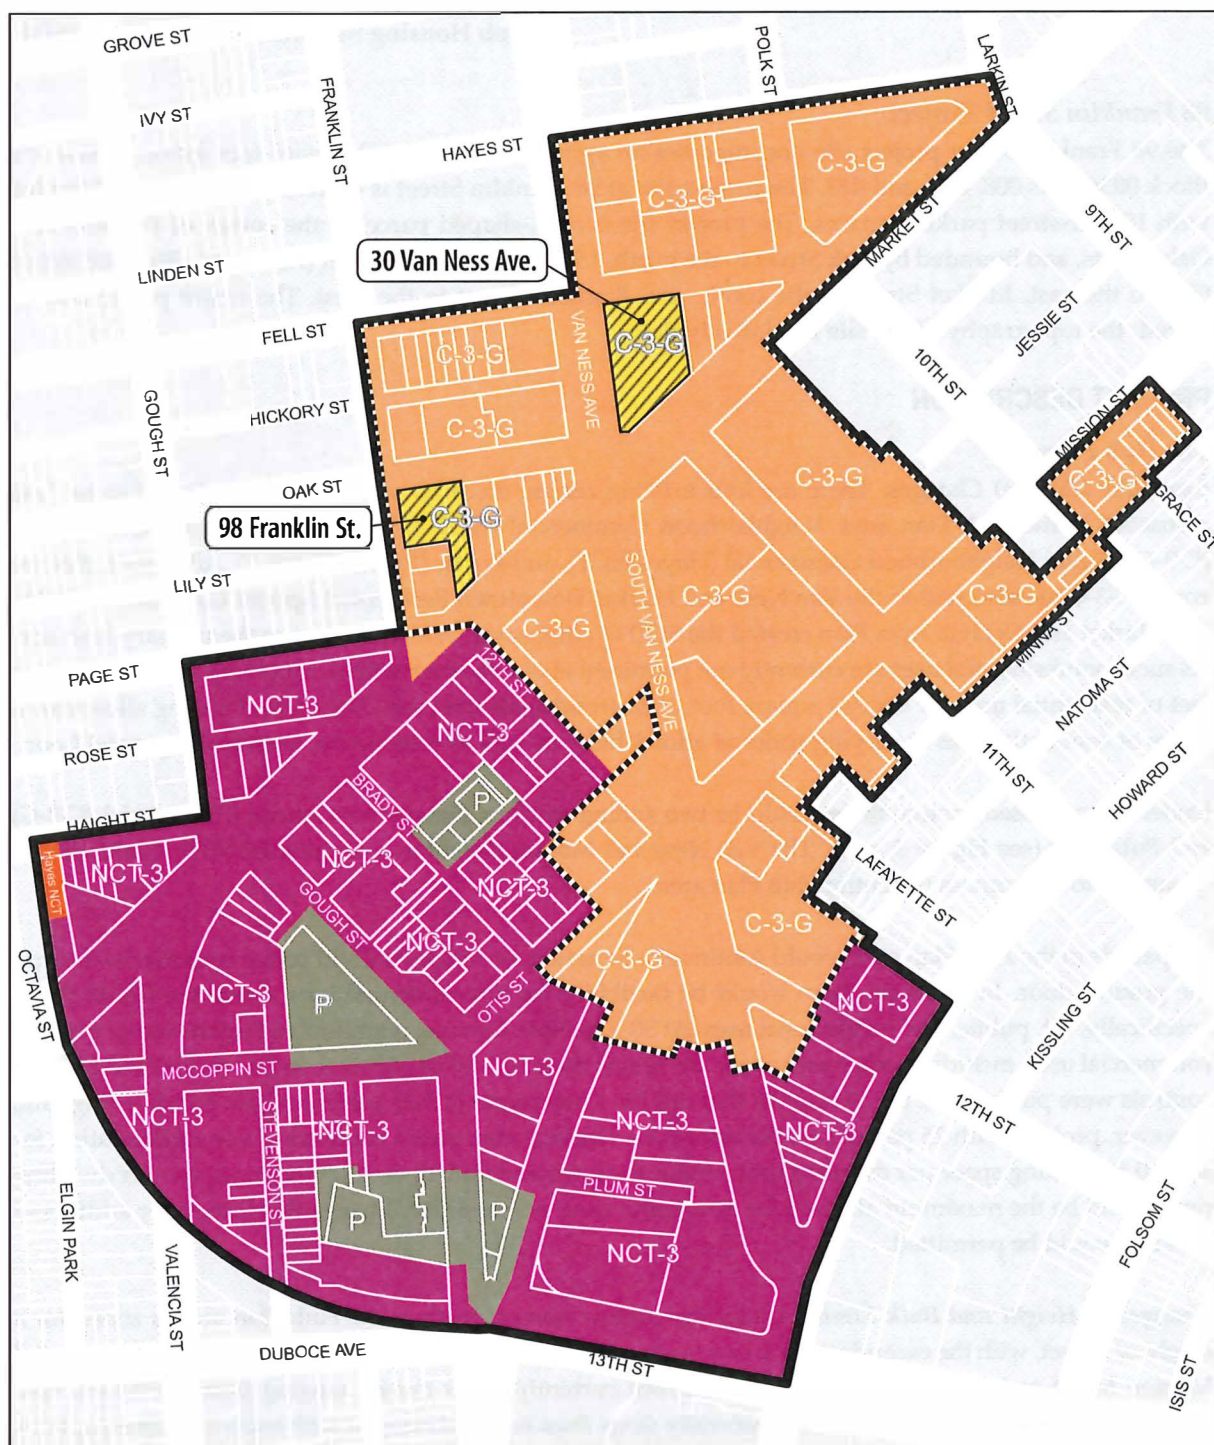 GROVE ST
POLK ST
LARKIN ST
IVY ST
FRANKLIN ST
HAYES ST
C-3-G
C-3-G
MARKET ST
9TH ST
30 Van Ness Ave.
LINDEN ST
FELL ST
VAN NESS AVE
C-3-G
C-3-G
JESSIE ST
10TH ST
GOUGH ST
HICKORY ST
C-3-G
C-3-G
MISSION ST
C-3-G
GRACE ST
OAK ST
98 Franklin St.
C-3-G
LILY ST
SOUTH VAN NESS AVE
C-3-G
C-3-G
C-3-G
MINNA ST
PAGE ST
12TH ST
NATOMA ST
NCT-3
NCT-3
ROSE ST
11TH ST
HOWARD ST
BRADY ST
P
HAIGHT ST
Hayes NCT
NCT-3
NCT-3
NCT-3
LAFAYETTE ST
GOUGH ST
NCT-3
C-3-G
C-3-G
OCTAVIA ST
NCT-3
P
OTIS ST
NCT-3
KISSLING ST
MCCOPPIN ST
NCT-3
NCT-3
STEVENSON ST
NCT-3
NCT-3
NCT-3
12TH ST
PLUM ST
ELGIN PARK
P
P
NCT-3
FOLSOM ST
VALENCIA ST
DUBOCE AVE
13TH ST
ISIS ST